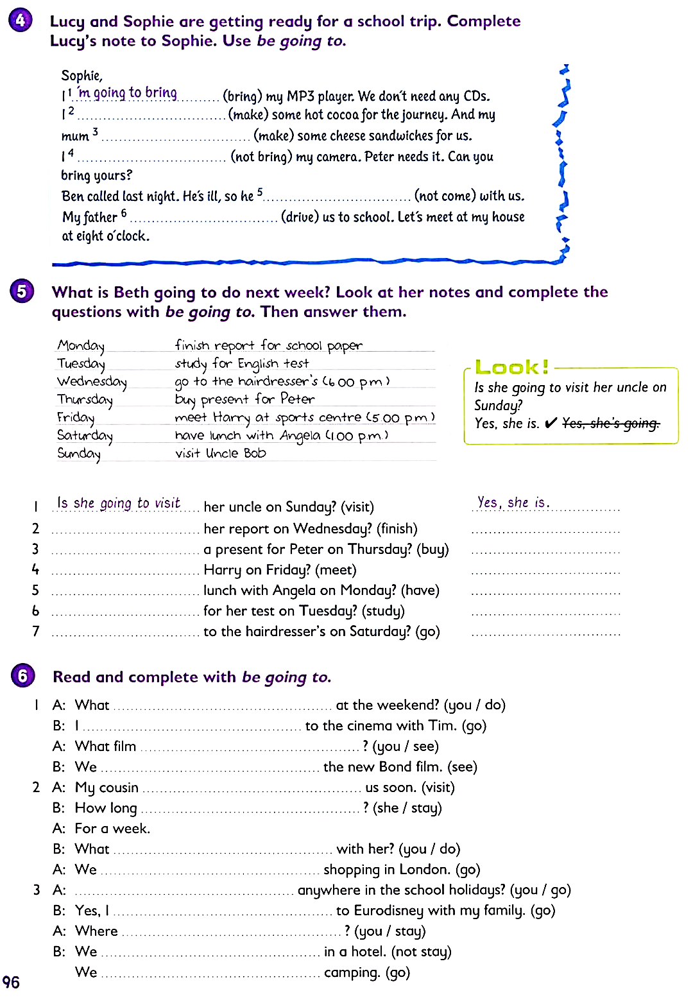 4 Lucy and Sophie are getting ready for a school trip. Complete
Lucy's note to Sophie. Use be going to.
Sophie,
I 1 'm going to bring (bring) my MP3 player. We don't need any CDs.
I 2 (make) some hot cocoa for the journey. And my
mum 3 (make) some cheese sandwiches for us.
I 4 (not bring) my camera. Peter needs it. Can you
bring yours?
Ben called last night. He's ill, so he 5 (not come) with us.
My father 6 (drive) us to school. Let's meet at my house
at eight o'clock.
5 What is Beth going to do next week? Look at her notes and complete the
questions with be going to. Then answer them.
Monday finish report for school paper
Tuesday study for English test
Wednesday go to the hairdresser's (6 00 p m)
Thursday buy present for Peter
Friday meet Harry at sports centre (5.00 p m)
Saturday have lunch with Angela (1 00 p.m.)
Sunday visit Uncle Bob
Look!
Is she going to visit her uncle on
Sunday?
Yes, she is. ✔ Yes, she's going.
1 Is she going to visit her uncle on Sunday? (visit) Yes, she is.
2 her report on Wednesday? (finish)
3 a present for Peter on Thursday? (buy)
4 Harry on Friday? (meet)
5 lunch with Angela on Monday? (have)
6 for her test on Tuesday? (study)
7 to the hairdresser's on Saturday? (go)
6 Read and complete with be going to.
1 A: What at the weekend? (you / do)
B: I to the cinema with Tim. (go)
A: What film ? (you / see)
B: We the new Bond film. (see)
2 A: My cousin us soon. (visit)
B: How long ? (she / stay)
A: For a week.
B: What with her? (you / do)
A: We shopping in London. (go)
3 A: anywhere in the school holidays? (you / go)
B: Yes, I to Eurodisney with my family. (go)
A: Where ? (you / stay)
B: We in a hotel. (not stay)
We camping. (go)
96